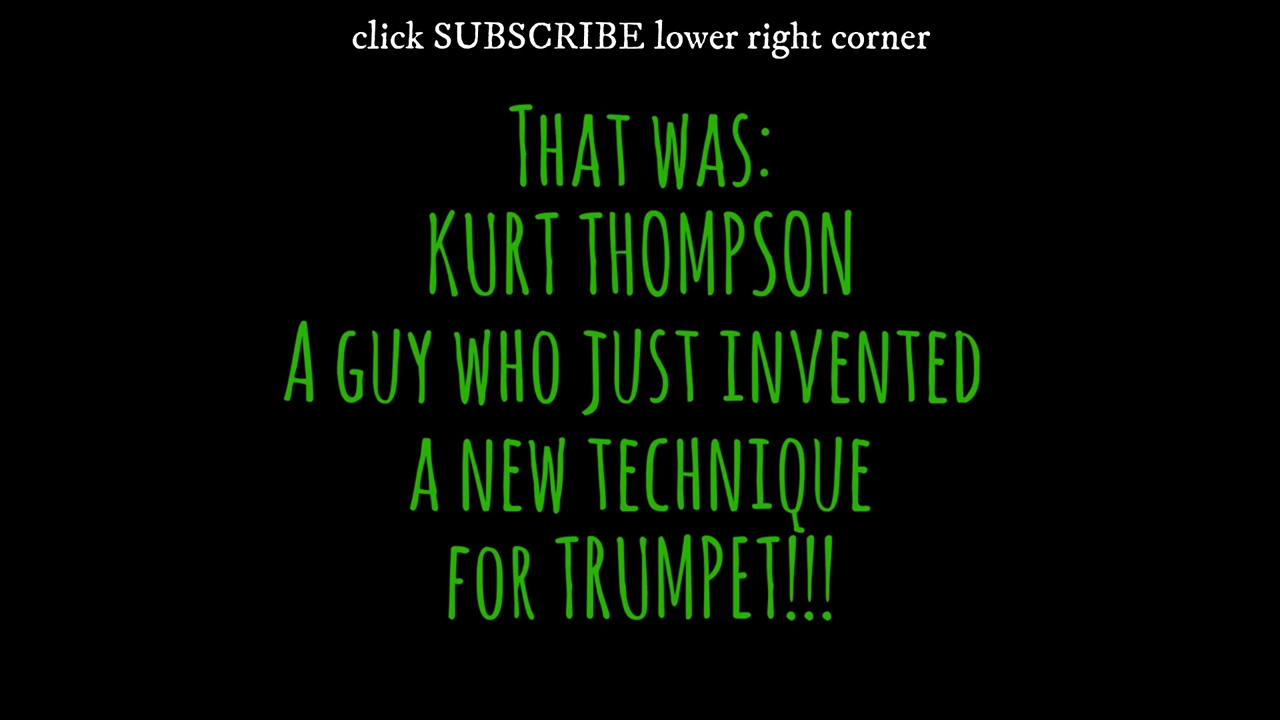 click SUBSCRIBE lower right corner
THAT WAS:
KURT THOMPSON
A GUY WHO JUST INVENTED
A NEW TECHNIQUE
FOR TRUMPET!!!